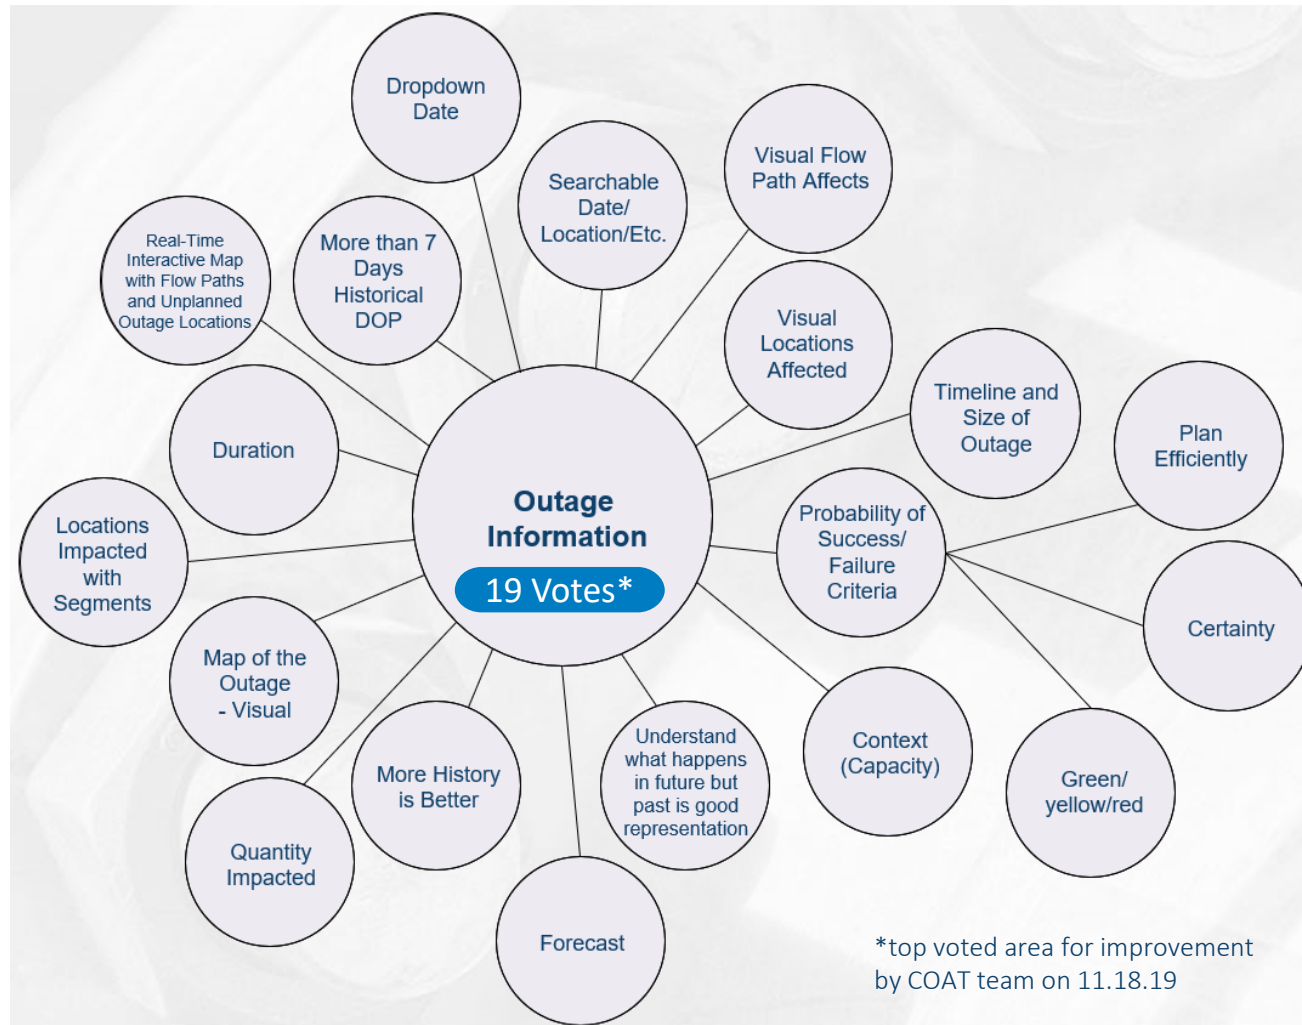 Dropdown
Date
Visual Flow
Path Affects
Searchable
Date/
Location/Etc.
Real-Time
Interactive Map
with Flow Paths
and Unplanned
Outage Locations
More than 7
Days
Historical
DOP
Visual
Locations
Affected
Timeline and
Size of
Outage
Plan
Efficiently
Duration
Outage
Information
19 Votes*
Probability of
Success/
Failure
Criteria
Locations
Impacted
with
Segments
Certainty
Map of the
Outage
- Visual
Context
(Capacity)
Green/
yellow/red
More History
is Better
Understand
what happens
in future but
past is good
representation
Quantity
Impacted
Forecast
*top voted area for improvement
by COAT team on 11.18.19